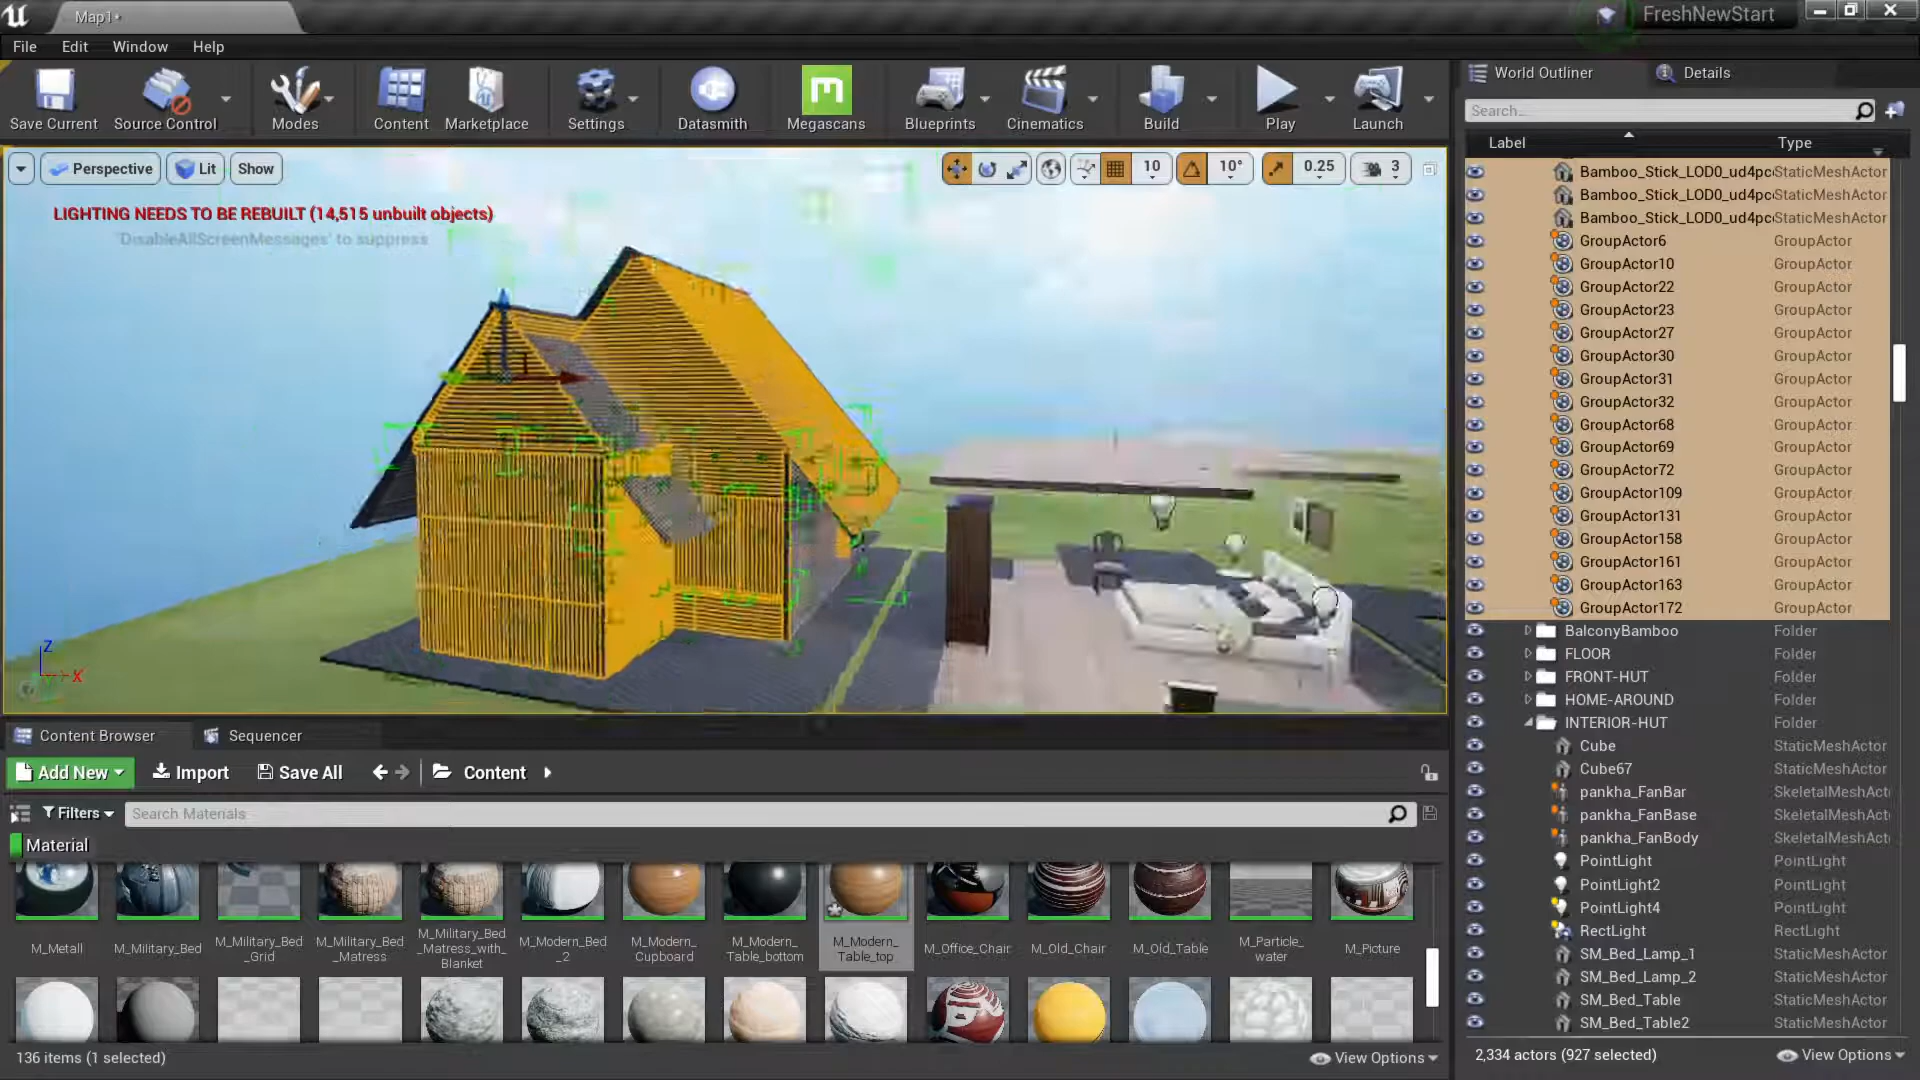 Map1*
FreshNewStart
File
Edit
Window
Help
Save Current
Source Control
Modes
Content
Marketplace
Settings
Datasmith
Megascans
Blueprints
Cinematics
Build
Play
Launch
World Outliner
Details
Search...
Label
Type
Perspective
Lit
Show
10
10°
0.25
3
LIGHTING NEEDS TO BE REBUILT (14,515 unbuilt objects)
'DisableAllScreenMessages' to suppress
Z
X
Bamboo_Stick_LOD0_ud4pc StaticMeshActor
Bamboo_Stick_LOD0_ud4pc StaticMeshActor
Bamboo_Stick_LOD0_ud4pc StaticMeshActor
GroupActor6 GroupActor
GroupActor10 GroupActor
GroupActor22 GroupActor
GroupActor23 GroupActor
GroupActor27 GroupActor
GroupActor30 GroupActor
GroupActor31 GroupActor
GroupActor32 GroupActor
GroupActor68 GroupActor
GroupActor69 GroupActor
GroupActor72 GroupActor
GroupActor109 GroupActor
GroupActor131 GroupActor
GroupActor158 GroupActor
GroupActor161 GroupActor
GroupActor163 GroupActor
GroupActor172 GroupActor
BalconyBamboo Folder
FLOOR Folder
FRONT-HUT Folder
HOME-AROUND Folder
INTERIOR-HUT Folder
Cube StaticMeshActor
Cube67 StaticMeshActor
pankha_FanBar SkeletalMeshAct
pankha_FanBase SkeletalMeshAct
pankha_FanBody SkeletalMeshAct
PointLight PointLight
PointLight2 PointLight
PointLight4 PointLight
RectLight RectLight
SM_Bed_Lamp_1 StaticMeshActor
SM_Bed_Lamp_2 StaticMeshActor
SM_Bed_Table StaticMeshActor
SM_Bed_Table2 StaticMeshActor
2,334 actors (927 selected)
View Options
Content Browser
Sequencer
Add New
Import
Save All
Content
Filters
Search Materials
Material
M_Metall
M_Military_Bed
M_Military_Bed
_Grid
M_Military_Bed
_Matress
M_Military_Bed
_Matress_with_
Blanket
M_Modern_Bed
_2
M_Modern_
Cupboard
M_Modern_
Table_bottom
M_Modern_
Table_top
M_Office_Chair
M_Old_Chair
M_Old_Table
M_Particle_
water
M_Picture
136 items (1 selected)
View Options